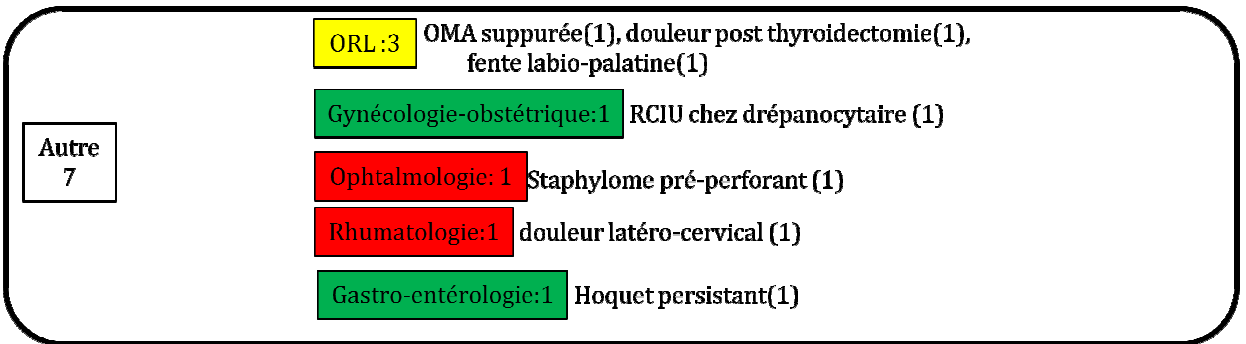 ORL :3 OMA suppurée(1), douleur post thyroidectomie(1),
fente labio-palatine(1)
Gynécologie-obstétrique:1 RCIU chez drépanocytaire (1)
Autre
7
Ophtalmologie: 1 Staphylome pré-perforant (1)
Rhumatologie:1 douleur latéro-cervical (1)
Gastro-entérologie:1 Hoquet persistant(1)